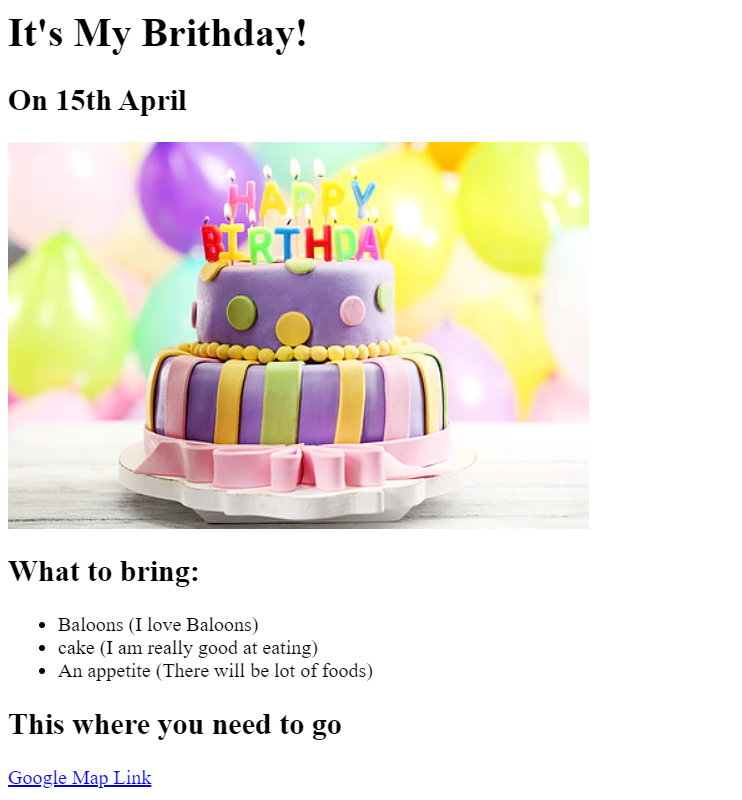 It's My Brithday!
On 15th April
HAPPY
BIRTHDAY
What to bring:
Baloons (I love Baloons)
cake (I am really good at eating)
An appetite (There will be lot of foods)
This where you need to go
Google Map Link